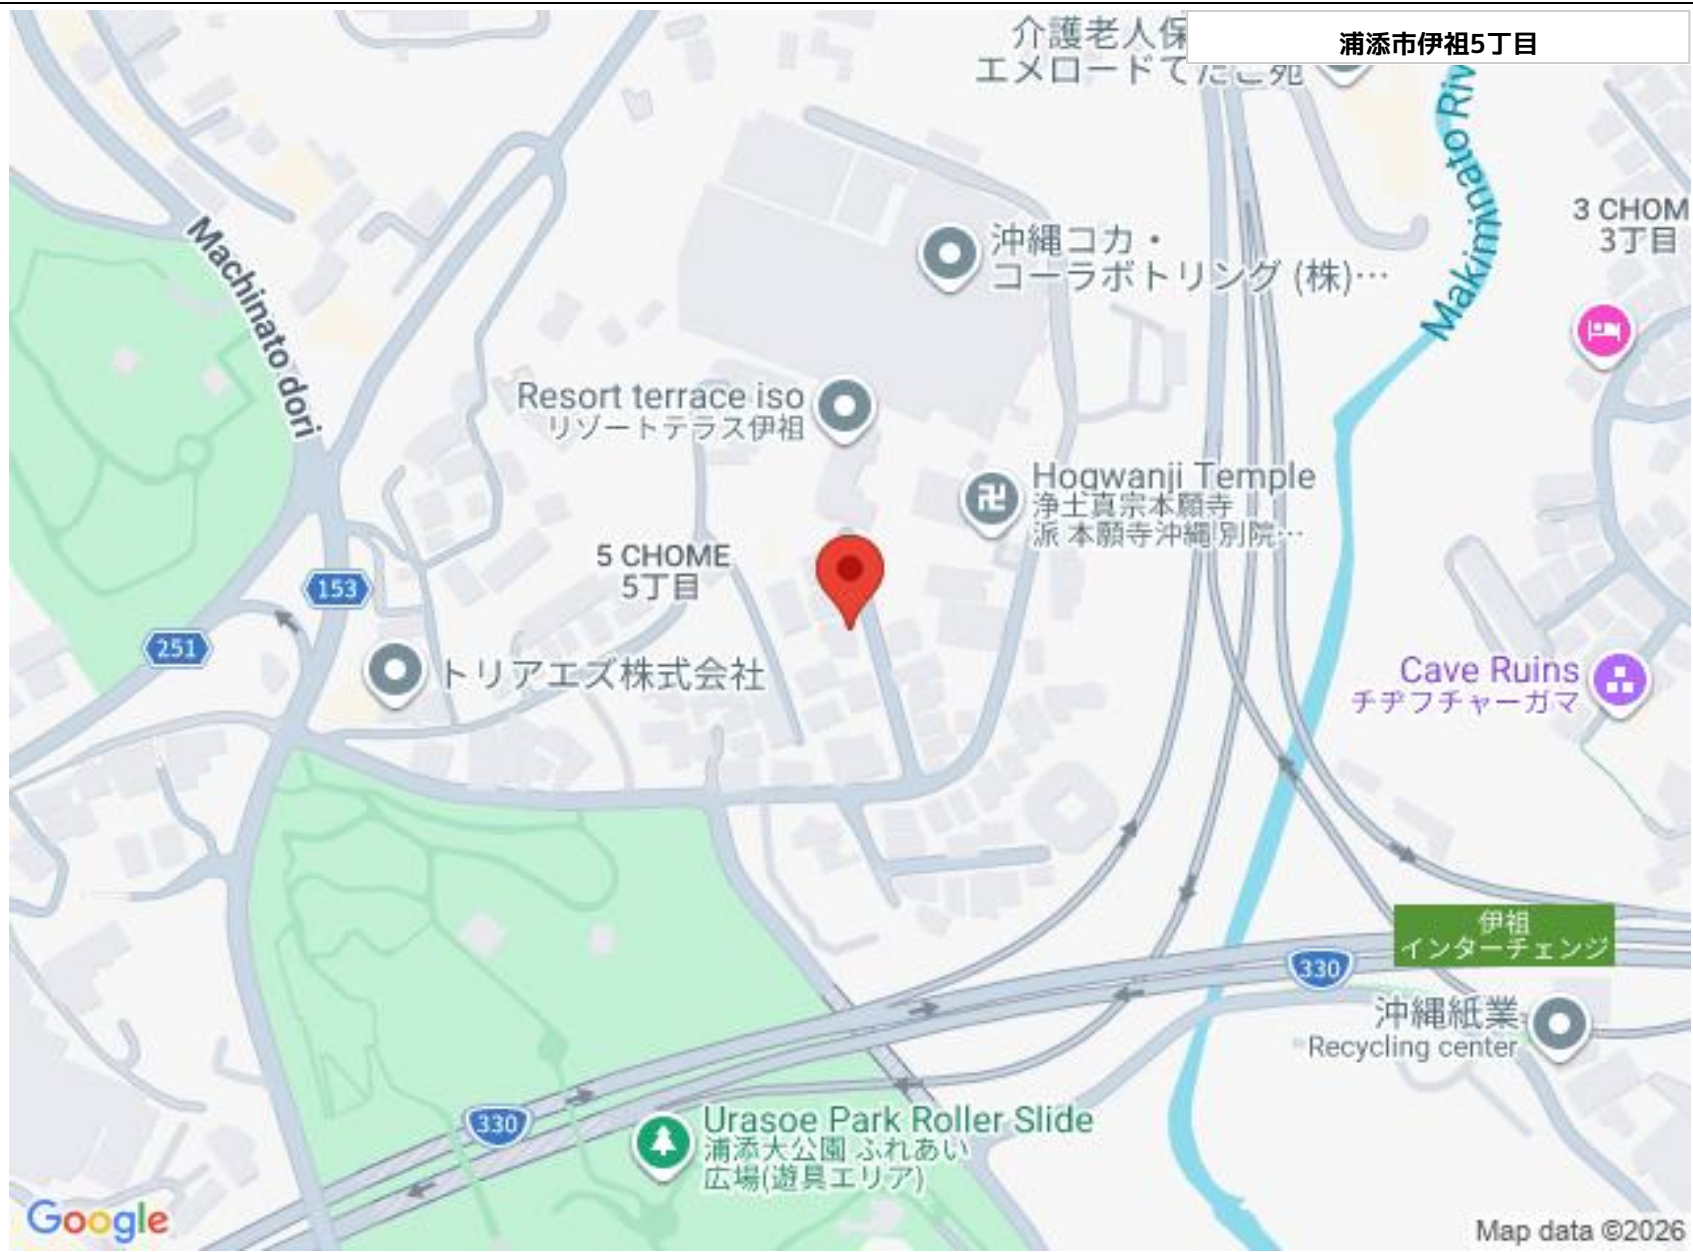 浦添市伊祖5丁目
介護老人保
エメロードてだこ苑
Makiminato Riv
3 CHOM
3丁目
Machinato dori
沖縄コカ・
コーラボトリング (株)…
Resort terrace iso
リゾートテラス伊祖
Hogwanji Temple
浄土真宗本願寺
派 本願寺沖縄 別院…
5 CHOME
5丁目
153
251
トリアエズ株式会社
Cave Ruins
チヂフチャーガマ
伊祖
インターチェンジ
330
沖縄紙業
Recycling center
330
Urasoe Park Roller Slide
浦添大公園 ふれあい
広場(遊具エリア)
Google
Map data ©2026